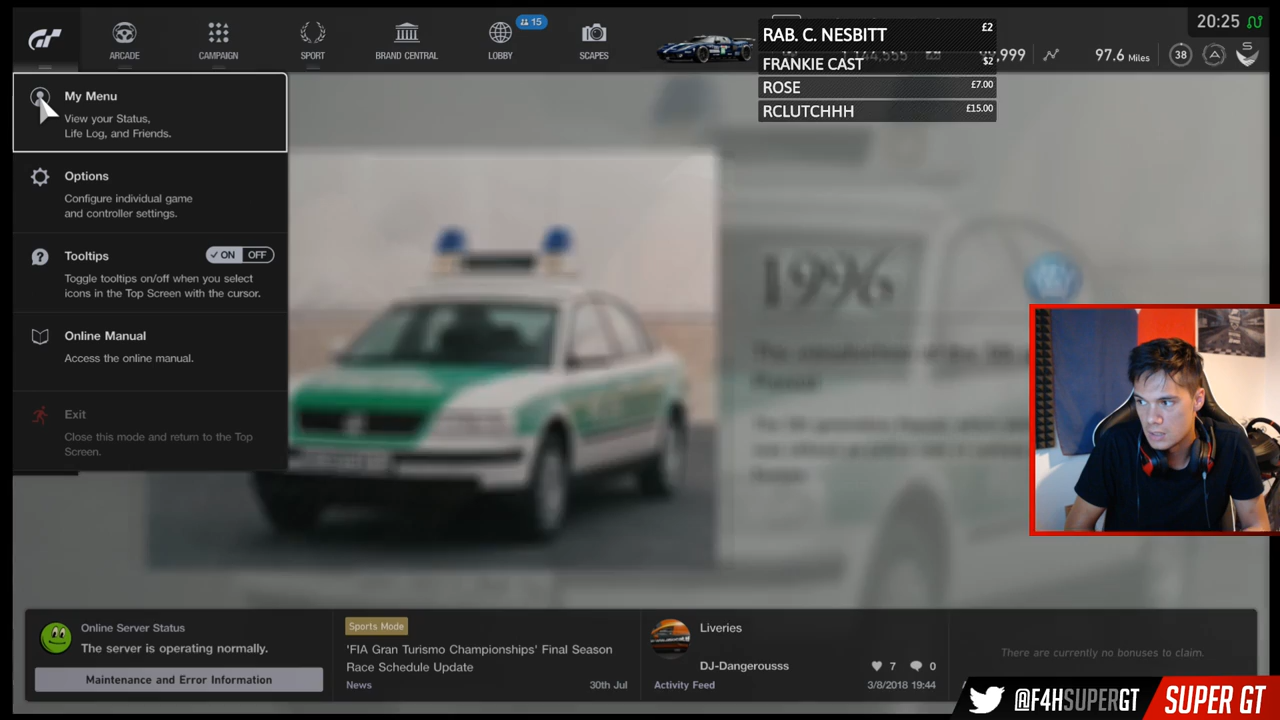 ARCADE
CAMPAIGN
SPORT
BRAND CENTRAL
LOBBY
15
SCAPES
20:25
97.6 Miles
38
S
RAB. C. NESBITT £2
FRANKIE CAST $2
ROSE £7.00
RCLUTCHHH £15.00
My Menu
View your Status,
Life Log, and Friends.
Options
Configure individual game
and controller settings.
Tooltips
ON OFF
Toggle tooltips on/off when you select
icons in the Top Screen with the cursor.
Online Manual
Access the online manual.
Exit
Close this mode and return to the Top
Screen.
1996
Online Server Status
The server is operating normally.
Maintenance and Error Information
Sports Mode
'FIA Gran Turismo Championships' Final Season
Race Schedule Update
News 30th Jul
Liveries
DJ-Dangerousss 7 0
Activity Feed 3/8/2018 19:44
There are currently no bonuses to claim.
@F4HSUPERGT
SUPER GT